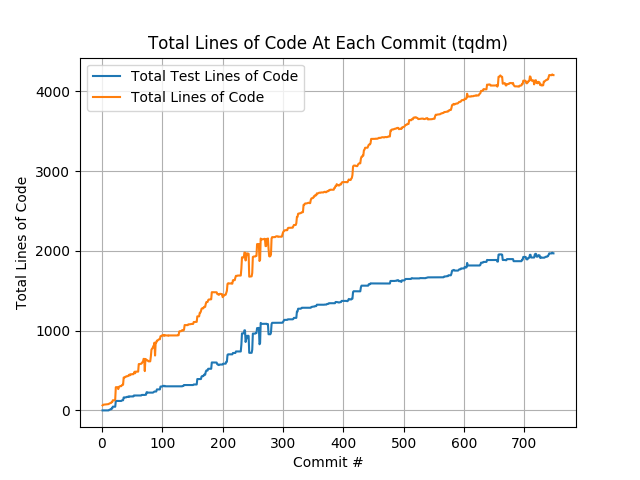 Total Lines of Code At Each Commit (tqdm)
Total Test Lines of Code
Total Lines of Code
Total Lines of Code
4000
3000
2000
1000
0
0 100 200 300 400 500 600 700
Commit #